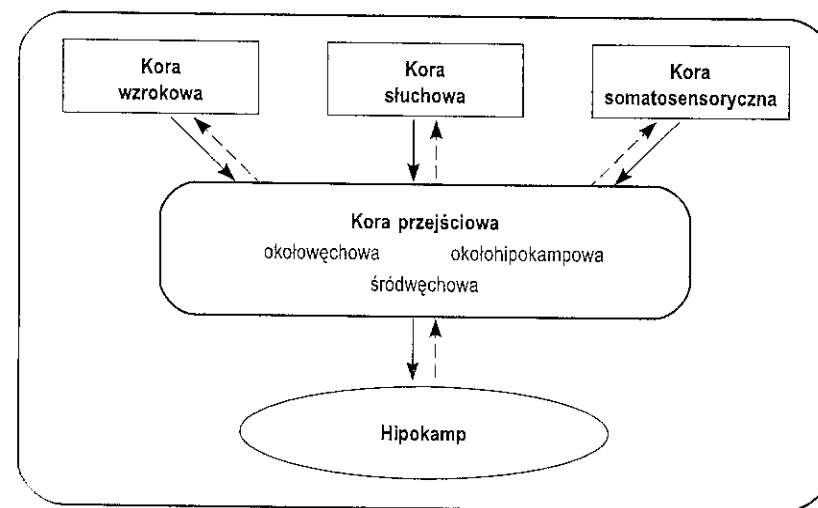 Kora
wzrokowa
Kora
słuchowa
Kora
somatosensoryczna
Kora przejściowa
okołowęchowa okołohipokampowa
śródwęchowa
Hipokamp